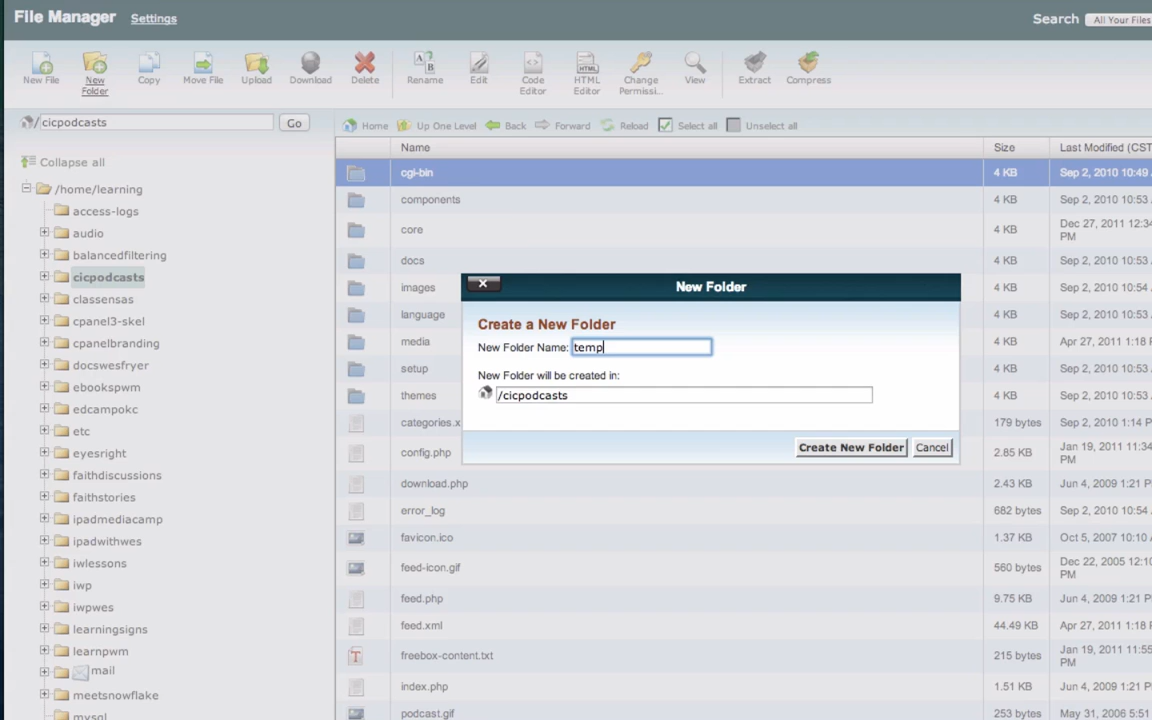 File Manager Settings
Search All Your Files
New File New Folder Copy Move File Upload Download Delete Rename Edit Code Editor HTML Editor Change Permissi... View Extract Compress
/ cicpodcasts Go
Home Up One Level Back Forward Reload Select all Unselect all
Collapse all
/home/learning
access-logs
audio
balancedfiltering
cicpodcasts
classensas
cpanel3-skel
cpanelbranding
docswesfryer
ebookspwm
edcampokc
etc
eyesright
faithdiscussions
faithstories
ipadmediacamp
ipadwithwes
iwlessons
iwp
iwpwes
learningsigns
learnpwm
mail
meetsnowflake
mysql
Name Size Last Modified (CST
cgi-bin 4 KB Sep 2, 2010 10:49
components 4 KB Sep 2, 2010 10:53
core 4 KB Dec 27, 2011 12:34 PM
docs 4 KB Sep 2, 2010 10:53
images 4 KB Sep 2, 2010 10:54
language 4 KB Sep 2, 2010 10:53
media 4 KB Apr 27, 2011 1:18
setup 4 KB Sep 2, 2010 10:54
themes 4 KB Sep 2, 2010 10:53
categories.x 179 bytes Sep 2, 2010 1:14 P
config.php 2.85 KB Jan 19, 2011 11:34 PM
download.php 2.43 KB Jun 4, 2009 1:21 P
error_log 682 bytes Sep 2, 2010 10:54
favicon.ico 1.37 KB Oct 5, 2007 10:10
feed-icon.gif 560 bytes Dec 22, 2005 12:10 PM
feed.php 9.75 KB Jun 4, 2009 1:21 P
feed.xml 44.49 KB Apr 27, 2011 1:18
freebox-content.txt 215 bytes Jan 19, 2011 11:55 PM
index.php 1.51 KB Jun 4, 2009 1:21 P
podcast.gif 253 bytes May 31, 2006 5:51
New Folder
Create a New Folder
New Folder Name: temp
New Folder will be created in:
/cicpodcasts
Create New Folder Cancel